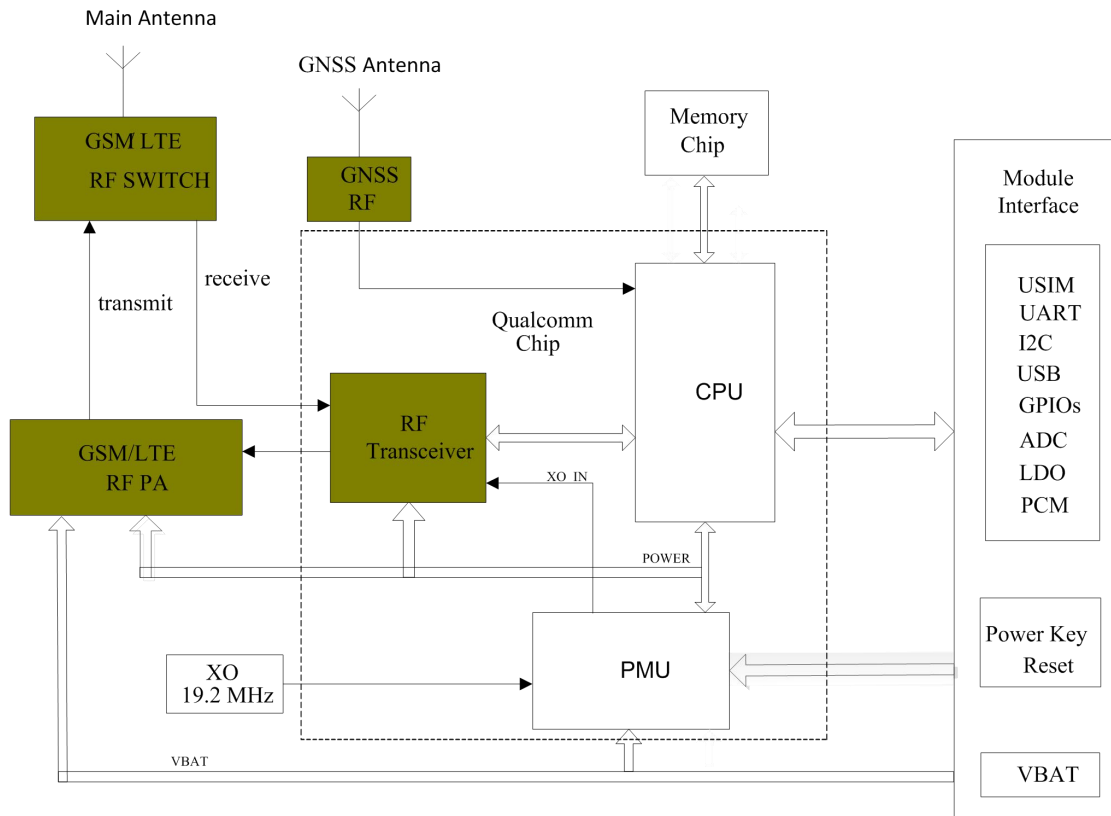 Main Antenna
GNSS Antenna
GSM/LTE
RF SWITCH
GNSS
RF
Memory
Chip
Module
Interface
transmit
receive
Qualcomm
Chip
CPU
USIM
UART
I2C
USB
GPIOs
ADC
LDO
PCM
RF
Transceiver
GSM/LTE
RF PA
XO IN
POWER
XO
19.2 MHz
PMU
Power Key
Reset
VBAT
VBAT